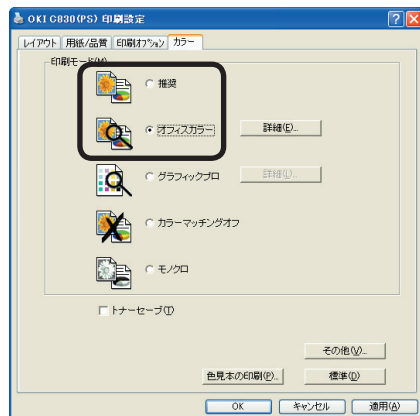 OKI C830(PS) 印刷設定
レイアウト 用紙/品質 印刷オプション カラー
印刷モード(M)
推奨
オフィスカラー 詳細(E)...
グラフィックプロ 詳細(L)...
カラーマッチングオフ
モノクロ
トナーセーブ(T)
その他(V)...
色見本の印刷(P)... 標準(D)
OK キャンセル 適用(A)